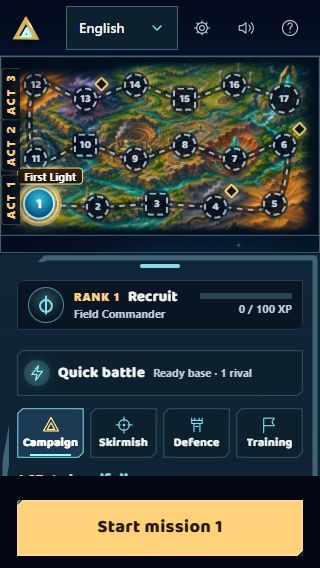 English
ACT 3
12
13
14
15
16
17
ACT 2
11
10
9
8
7
6
ACT 1
First Light
1
2
3
4
5
RANK 1 Recruit
Field Commander
0 / 100 XP
Quick battle Ready base · 1 rival
Campaign
Skirmish
Defence
Training
Start mission 1